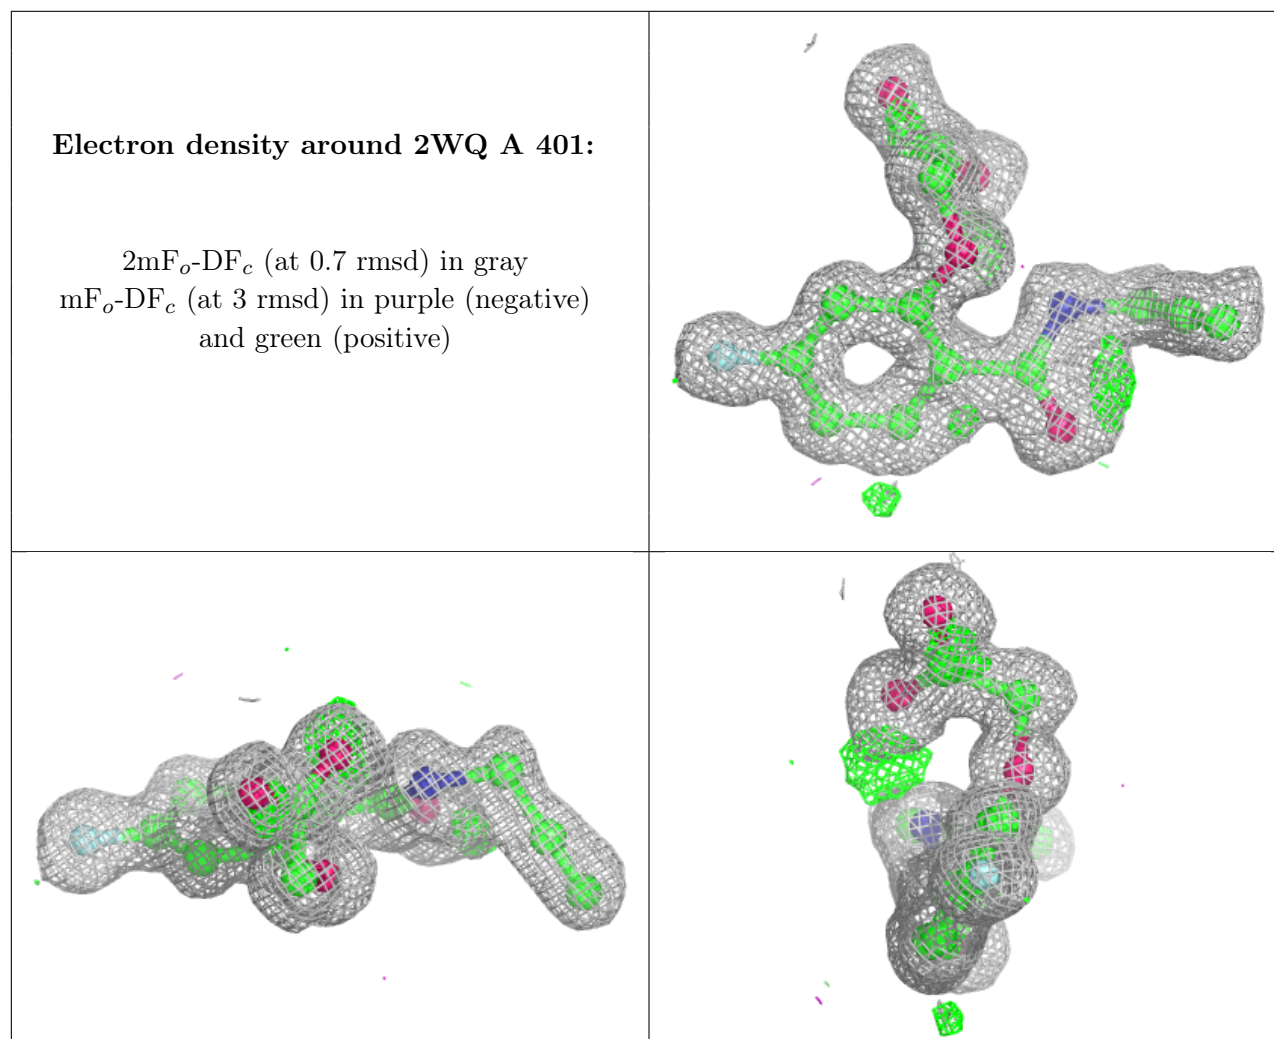 Electron density around 2WQ A 401:
2mFₒ-DF𝒸 (at 0.7 rmsd) in gray
mFₒ-DF𝒸 (at 3 rmsd) in purple (negative)
and green (positive)